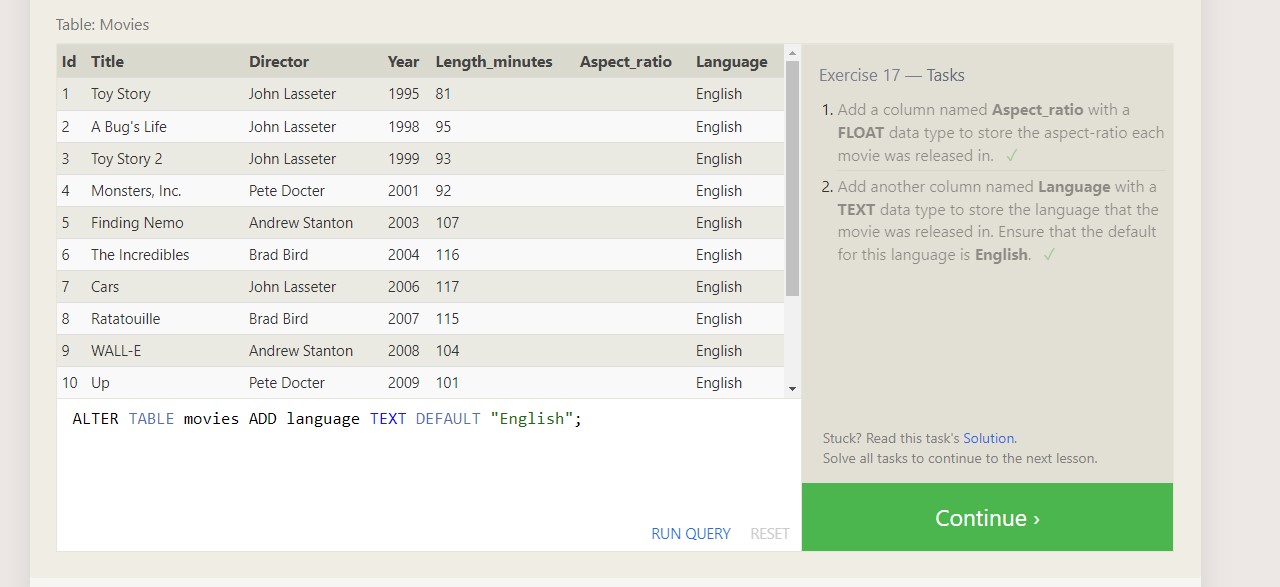 Table: Movies
Id Title Director Year Length_minutes Aspect_ratio Language
1 Toy Story John Lasseter 1995 81 English
2 A Bug's Life John Lasseter 1998 95 English
3 Toy Story 2 John Lasseter 1999 93 English
4 Monsters, Inc. Pete Docter 2001 92 English
5 Finding Nemo Andrew Stanton 2003 107 English
6 The Incredibles Brad Bird 2004 116 English
7 Cars John Lasseter 2006 117 English
8 Ratatouille Brad Bird 2007 115 English
9 WALL-E Andrew Stanton 2008 104 English
10 Up Pete Docter 2009 101 English
ALTER TABLE movies ADD language TEXT DEFAULT "English";
RUN QUERY RESET
Exercise 17 — Tasks
1. Add a column named Aspect_ratio with a
FLOAT data type to store the aspect-ratio each
movie was released in. ✓
2. Add another column named Language with a
TEXT data type to store the language that the
movie was released in. Ensure that the default
for this language is English. ✓
Stuck? Read this task's Solution.
Solve all tasks to continue to the next lesson.
Continue ›